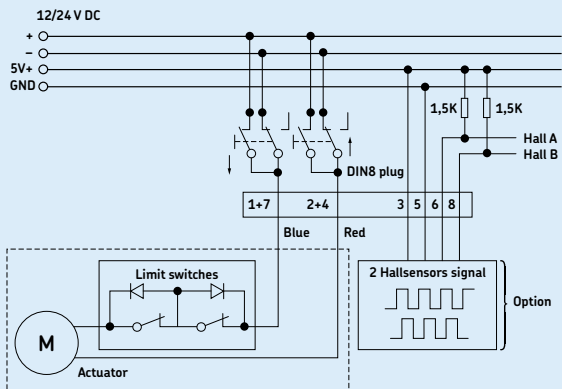 12/24 V DC
+
–
5V+
GND
1,5K 1,5K
Hall A
Hall B
DIN8 plug
1+7 2+4 3 5 6 8
Blue Red
Limit switches
2 Hallsensors signal
Option
M
Actuator